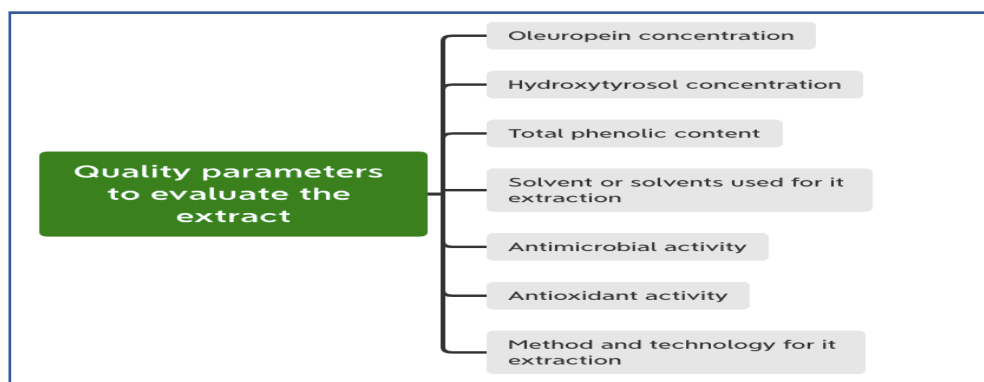 Quality parameters
to evaluate the
extract
Oleuropein concentration
Hydroxytyrosol concentration
Total phenolic content
Solvent or solvents used for it
extraction
Antimicrobial activity
Antioxidant activity
Method and technology for it
extraction